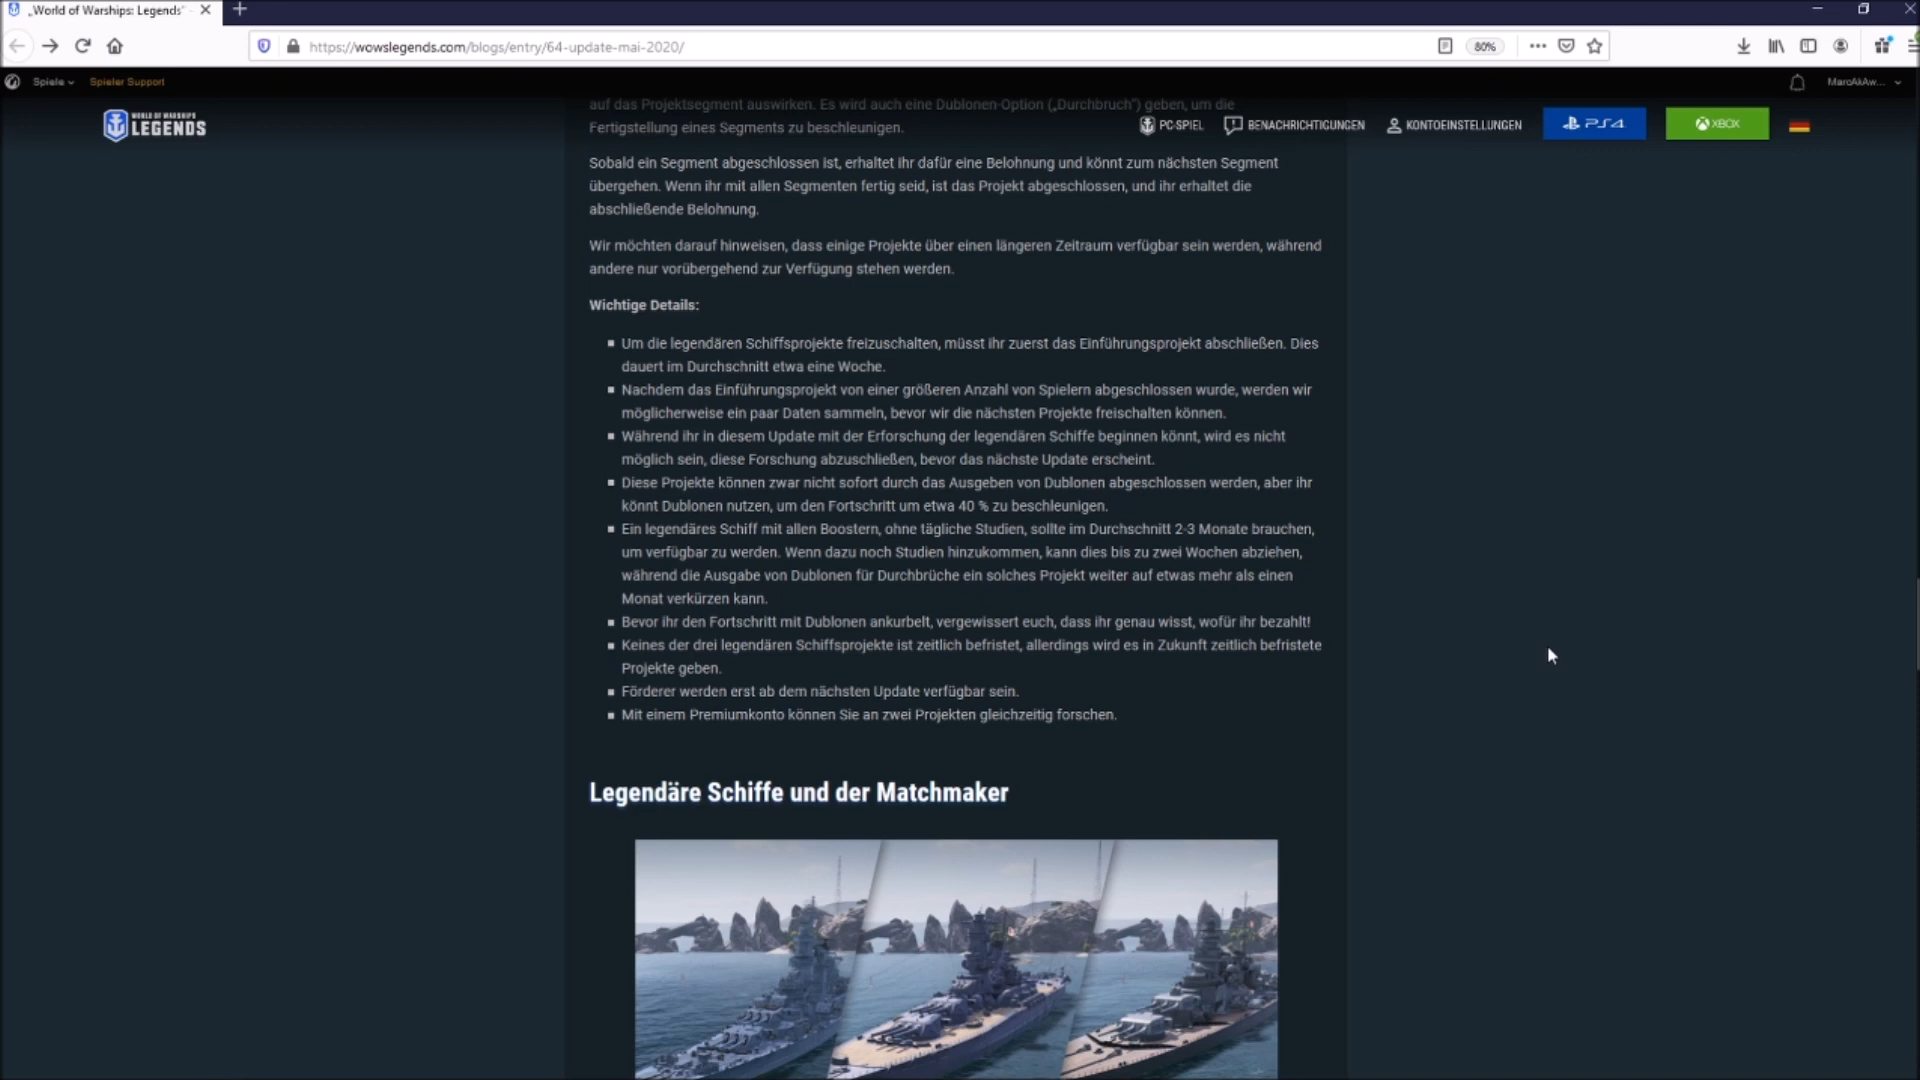 „World of Warships: Legends“
https://wowslegends.com/blogs/entry/64-update-mai-2020/
80%
Spiele
Spieler Support
MaroAkAw...
auf das Projektsegment auswirken. Es wird auch eine Dublonen-Option („Durchbruch“) geben, um die
Fertigstellung eines Segments zu beschleunigen.
WORLD OF WARSHIPS
LEGENDS
PC-SPIEL
BENACHRICHTIGUNGEN
KONTOEINSTELLUNGEN
PS4
XBOX
Sobald ein Segment abgeschlossen ist, erhaltet ihr dafür eine Belohnung und könnt zum nächsten Segment
übergehen. Wenn ihr mit allen Segmenten fertig seid, ist das Projekt abgeschlossen, und ihr erhaltet die
abschließende Belohnung.
Wir möchten darauf hinweisen, dass einige Projekte über einen längeren Zeitraum verfügbar sein werden, während
andere nur vorübergehend zur Verfügung stehen werden.
Wichtige Details:
Um die legendären Schiffsprojekte freizuschalten, müsst ihr zuerst das Einführungsprojekt abschließen. Dies
dauert im Durchschnitt etwa eine Woche.
Nachdem das Einführungsprojekt von einer größeren Anzahl von Spielern abgeschlossen wurde, werden wir
möglicherweise ein paar Daten sammeln, bevor wir die nächsten Projekte freischalten können.
Während ihr in diesem Update mit der Erforschung der legendären Schiffe beginnen könnt, wird es nicht
möglich sein, diese Forschung abzuschließen, bevor das nächste Update erscheint.
Diese Projekte können zwar nicht sofort durch das Ausgeben von Dublonen abgeschlossen werden, aber ihr
könnt Dublonen nutzen, um den Fortschritt um etwa 40 % zu beschleunigen.
Ein legendäres Schiff mit allen Boostern, ohne tägliche Studien, sollte im Durchschnitt 2-3 Monate brauchen,
um verfügbar zu werden. Wenn dazu noch Studien hinzukommen, kann dies bis zu zwei Wochen abziehen,
während die Ausgabe von Dublonen für Durchbrüche ein solches Projekt weiter auf etwas mehr als einen
Monat verkürzen kann.
Bevor ihr den Fortschritt mit Dublonen ankurbelt, vergewissert euch, dass ihr genau wisst, wofür ihr bezahlt!
Keines der drei legendären Schiffsprojekte ist zeitlich befristet, allerdings wird es in Zukunft zeitlich befristete
Projekte geben.
Förderer werden erst ab dem nächsten Update verfügbar sein.
Mit einem Premiumkonto können Sie an zwei Projekten gleichzeitig forschen.
Legendäre Schiffe und der Matchmaker